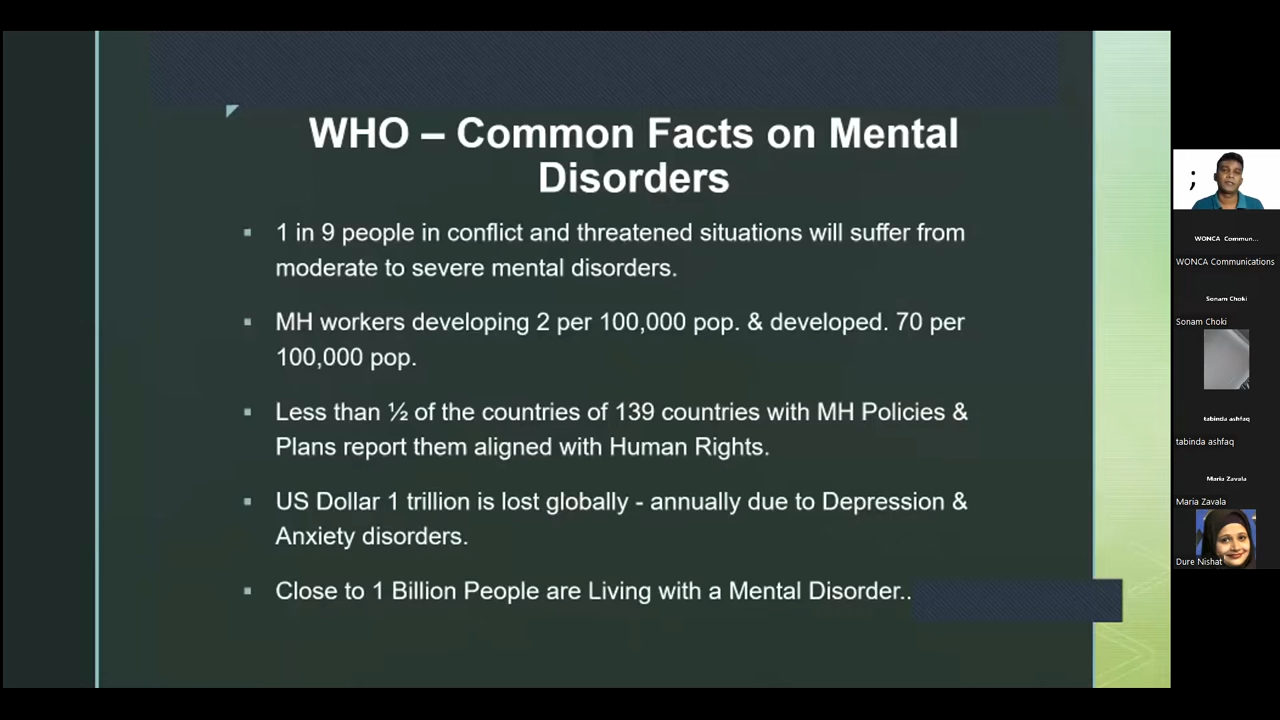 WHO – Common Facts on Mental
Disorders
▪ 1 in 9 people in conflict and threatened situations will suffer from
moderate to severe mental disorders.
▪ MH workers developing 2 per 100,000 pop. & developed. 70 per
100,000 pop.
▪ Less than ½ of the countries of 139 countries with MH Policies &
Plans report them aligned with Human Rights.
▪ US Dollar 1 trillion is lost globally - annually due to Depression &
Anxiety disorders.
▪ Close to 1 Billion People are Living with a Mental Disorder..
;
WONCA Commun...
WONCA Communications
Sonam Choki
Sonam Choki
tabinda ashfaq
tabinda ashfaq
Maria Zavala
Maria Zavala
Dure Nishat